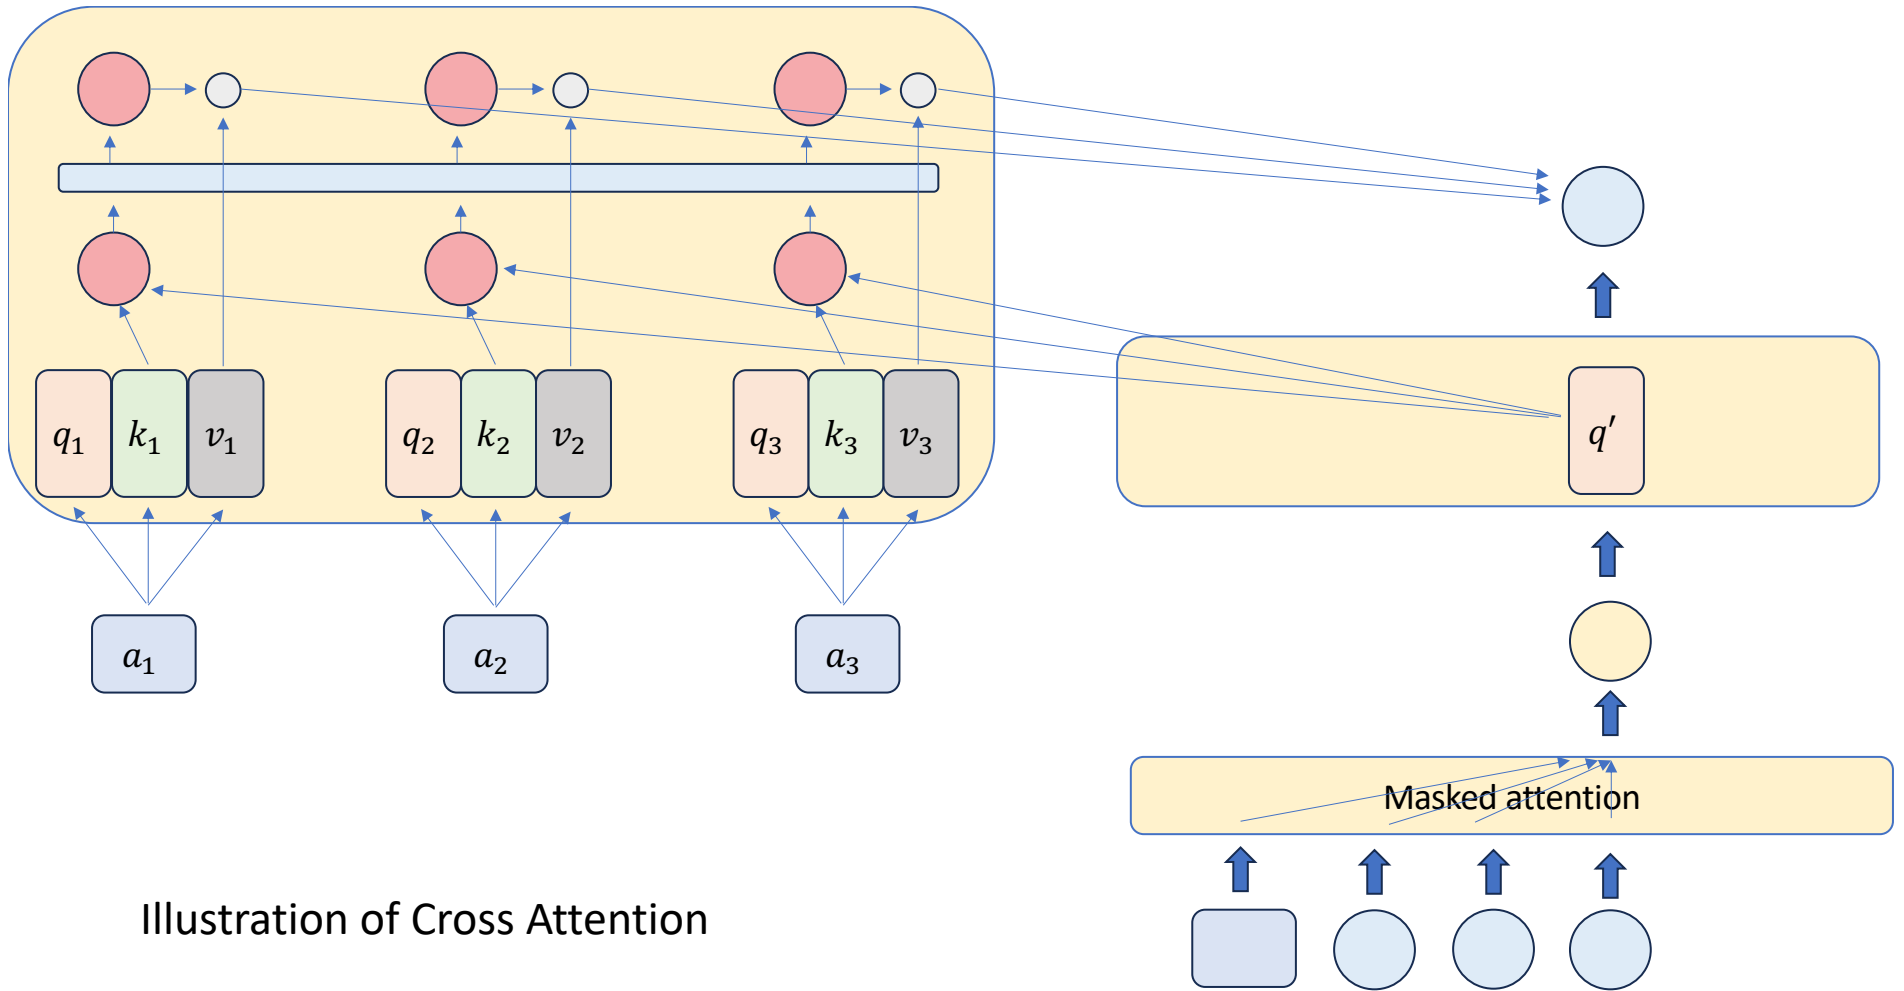 q₁ k₁ v₁ q₂ k₂ v₂ q₃ k₃ v₃ q′
a₁ a₂ a₃
Masked attention
Illustration of Cross Attention